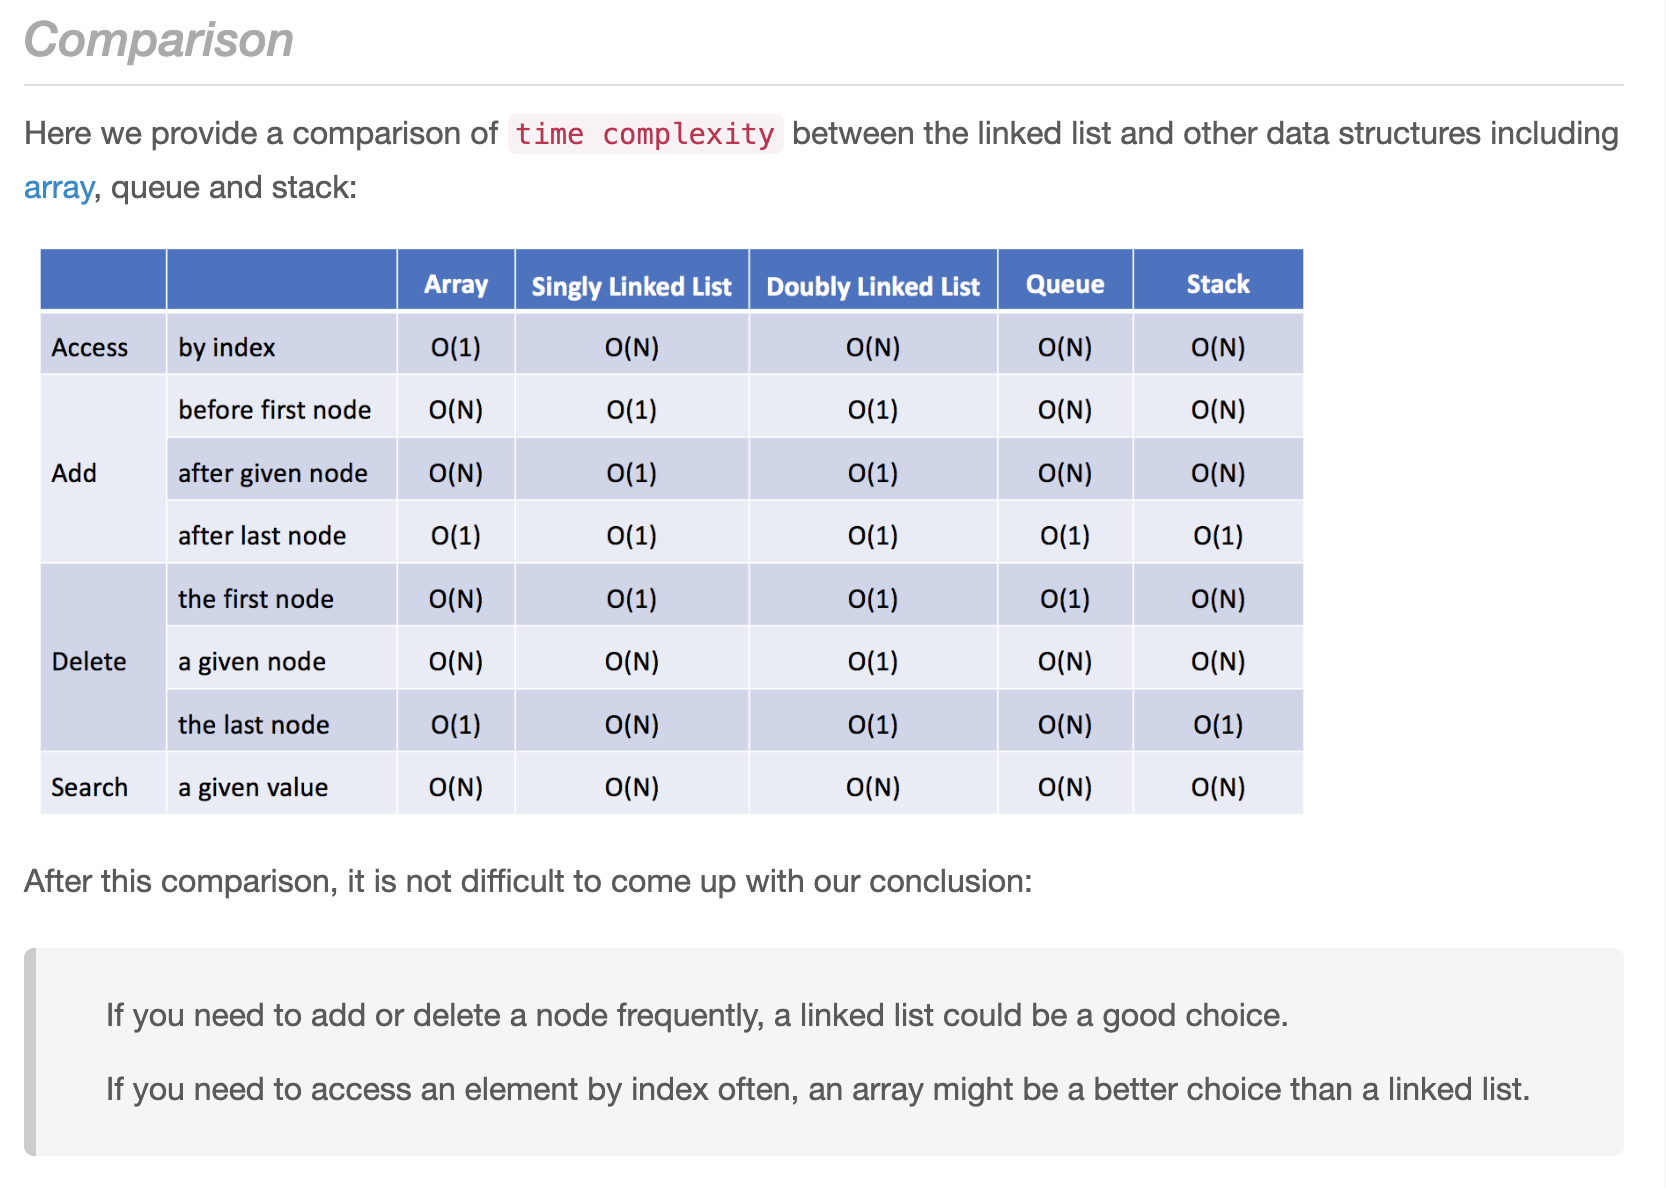 Comparison
Here we provide a comparison of time complexity between the linked list and other data structures including
array, queue and stack:
Array Singly Linked List Doubly Linked List Queue Stack
Access by index O(1) O(N) O(N) O(N) O(N)
before first node O(N) O(1) O(1) O(N) O(N)
Add after given node O(N) O(1) O(1) O(N) O(N)
after last node O(1) O(1) O(1) O(1) O(1)
the first node O(N) O(1) O(1) O(1) O(N)
Delete a given node O(N) O(N) O(1) O(N) O(N)
the last node O(1) O(N) O(1) O(N) O(1)
Search a given value O(N) O(N) O(N) O(N) O(N)
After this comparison, it is not difficult to come up with our conclusion:
If you need to add or delete a node frequently, a linked list could be a good choice.
If you need to access an element by index often, an array might be a better choice than a linked list.